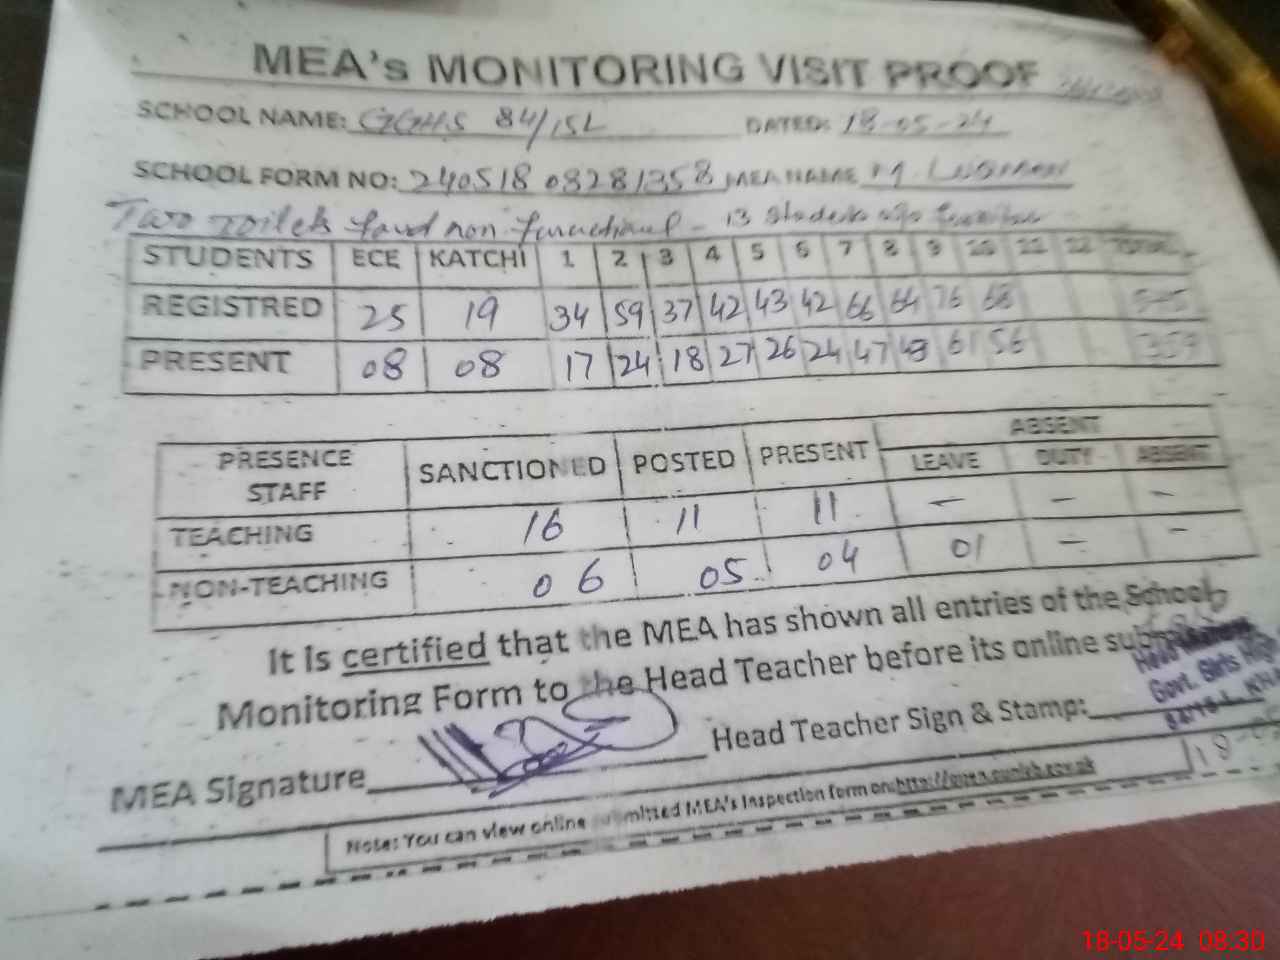 MEA's MONITORING VISIT PROOF
SCHOOL NAME: GGHS 84/15L DATED: 18-05-24
SCHOOL FORM NO: 240518 08281358 MEA NAME M.
Two toilets found non functional - 13 students
STUDENTS ECE KATCHI 1 2 3 4 5 6 7 8 9 10 11 12 TOTAL
REGISTRED 25 19 34 59 37 42 43 42 66 64 76 68
PRESENT 08 08 17 24 18 27 26 24 47 43 61 56 359
ABSENT
PRESENCE STAFF SANCTIONED POSTED PRESENT LEAVE DUTY ABSENT
TEACHING 16 11 11 – – –
NON-TEACHING 06 05 04 01 – –
It is certified that the MEA has shown all entries of the School
Monitoring Form to the Head Teacher before its online
Govt. Girls High
MEA Signature Head Teacher Sign & Stamp:
Note: You can view online submitted MEA's Inspection form on:
18-05-24 08:30